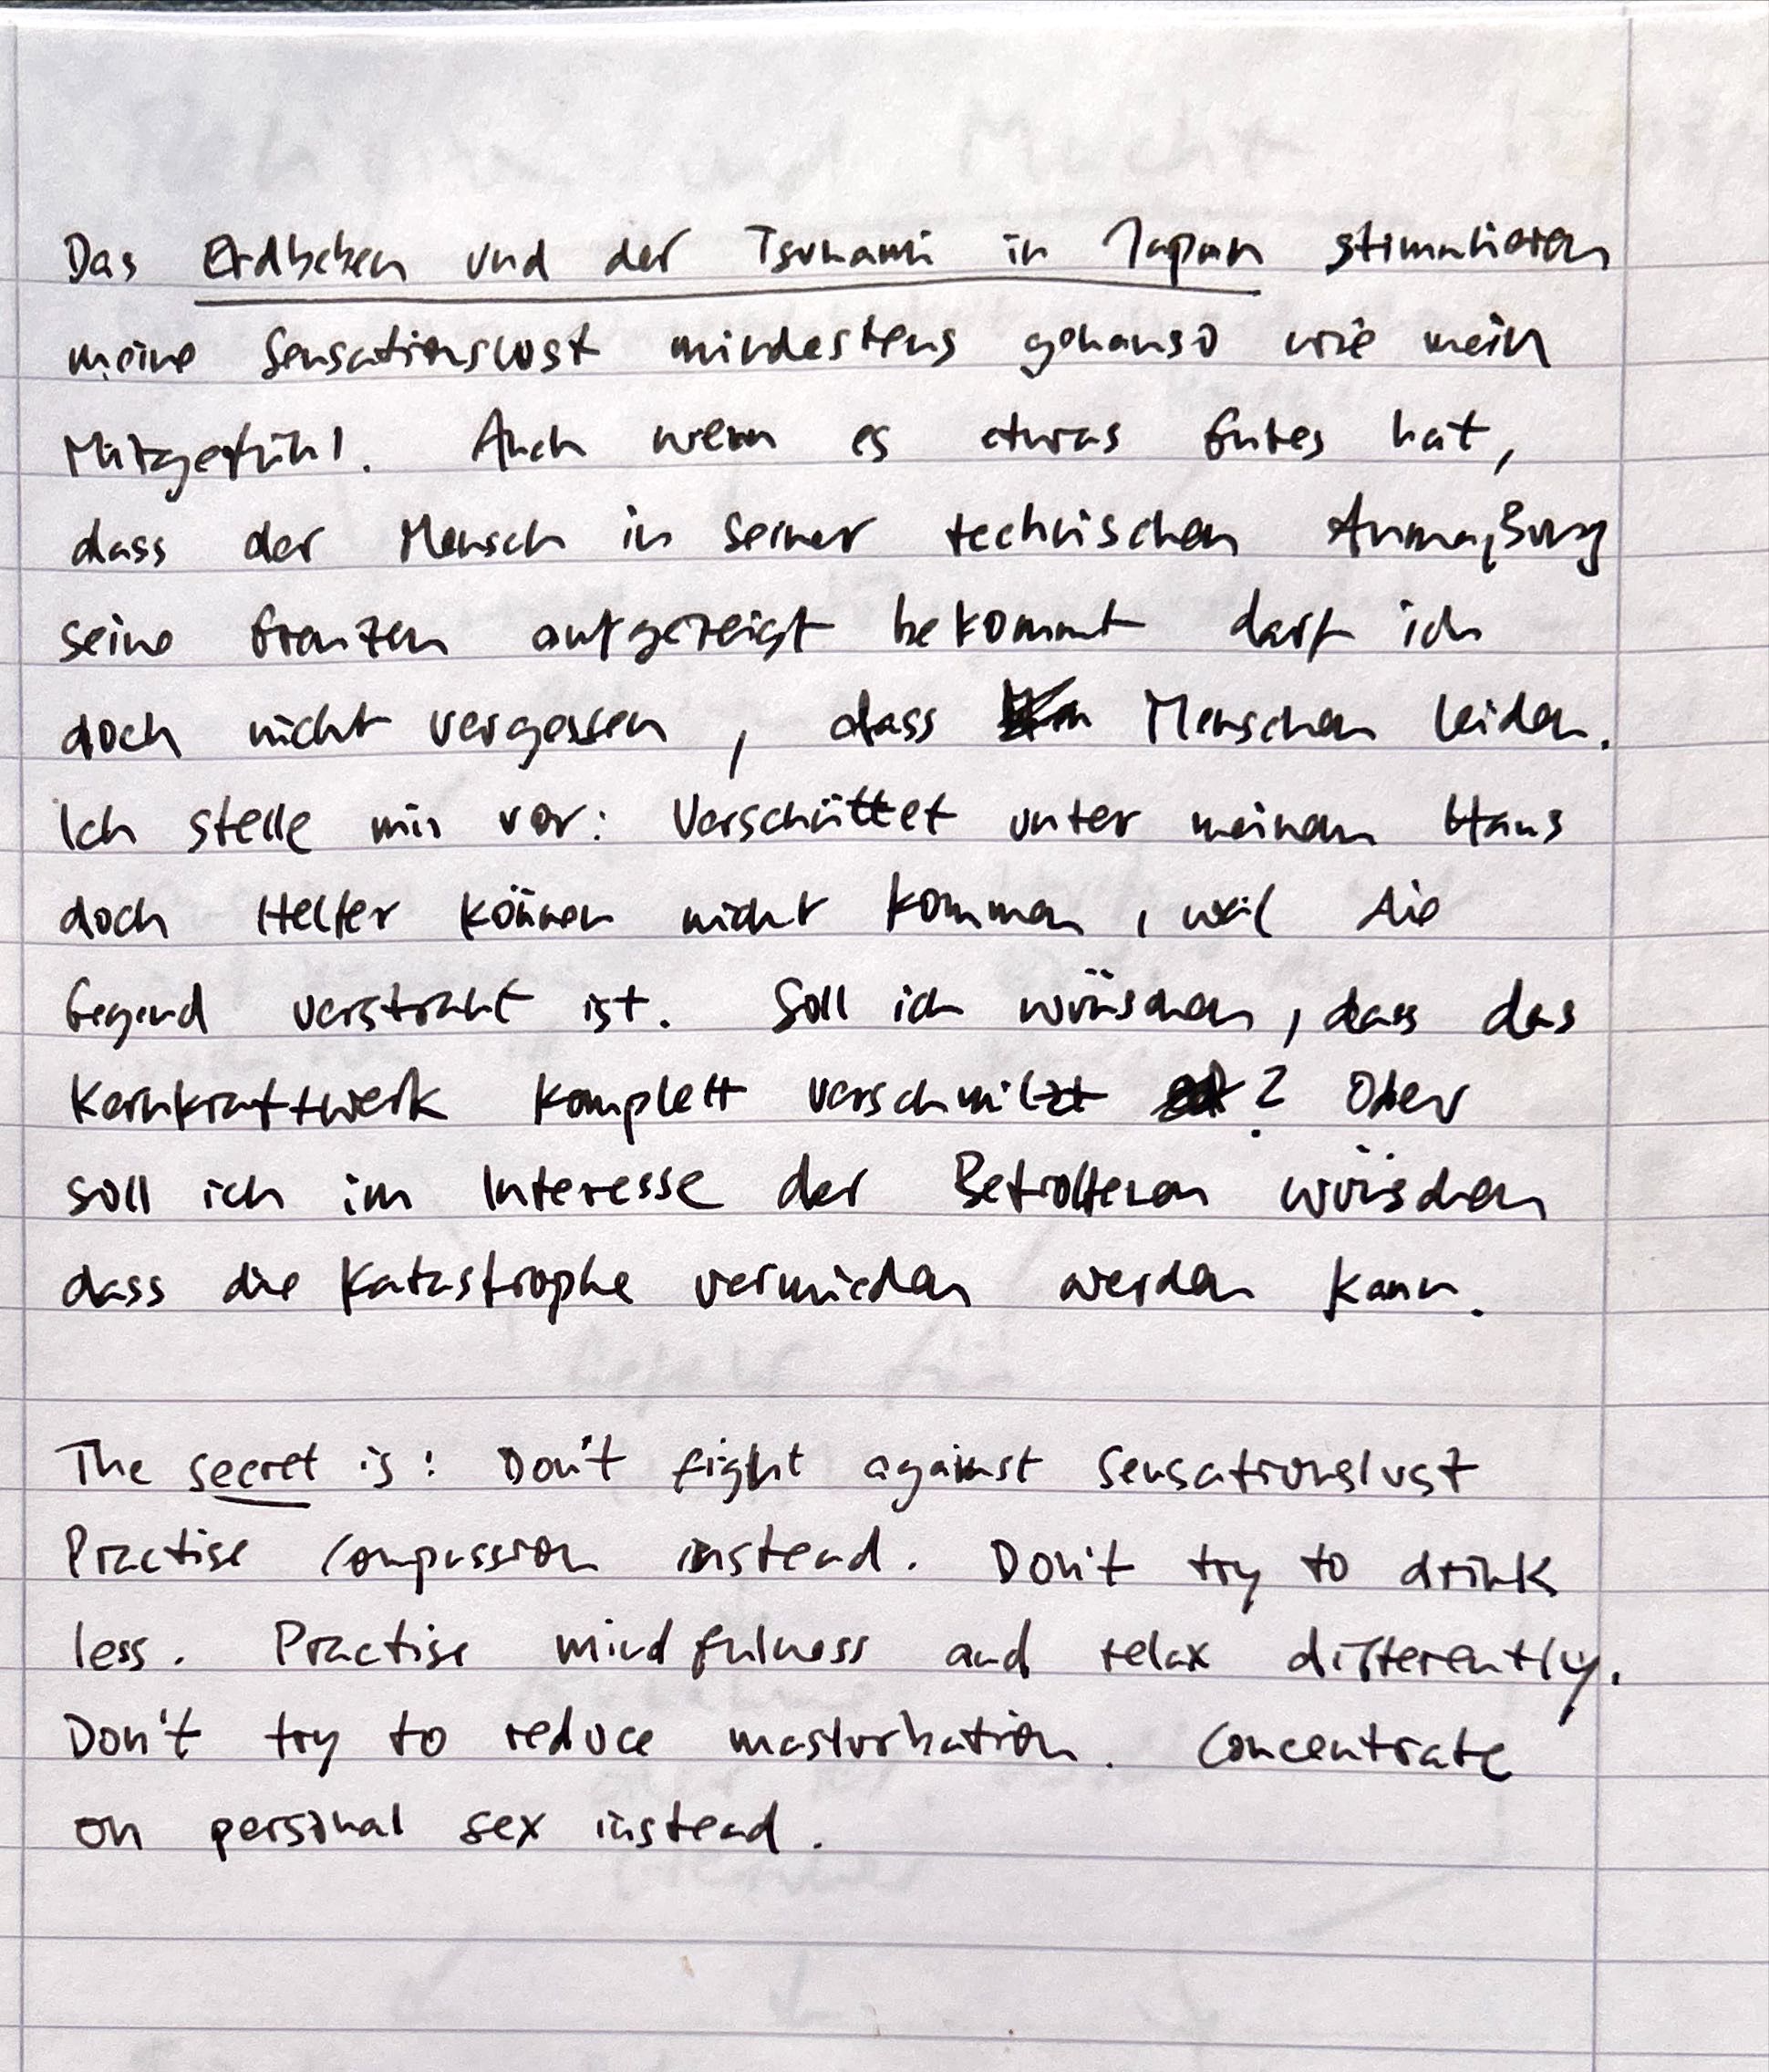 Das Erdbeben und der Tsunami in Japan stimulieren
meine Sensationslust mindestens genauso wie mein
Mitgefühl. Auch wenn es etwas Gutes hat,
dass der Mensch in seiner technischen Anmaßung
seine Grenzen aufgezeigt bekommt darf ich
doch nicht vergessen, dass Menschen leiden.
Ich stelle mir vor: Verschüttet unter meinem Haus
doch Helfer können nicht kommen, weil die
Gegend verstrahlt ist. Soll ich wünschen, dass das
Kernkraftwerk komplett verschmilzt ? Oder
soll ich im Interesse der Betroffenen wünschen
dass die Katastrophe vermieden werden kann.
The secret is: Don't fight against Sensationslust
Practise compassion instead. Don't try to drink
less. Practise mindfulness and relax differently.
Don't try to reduce masturbation. Concentrate
on personal sex instead.